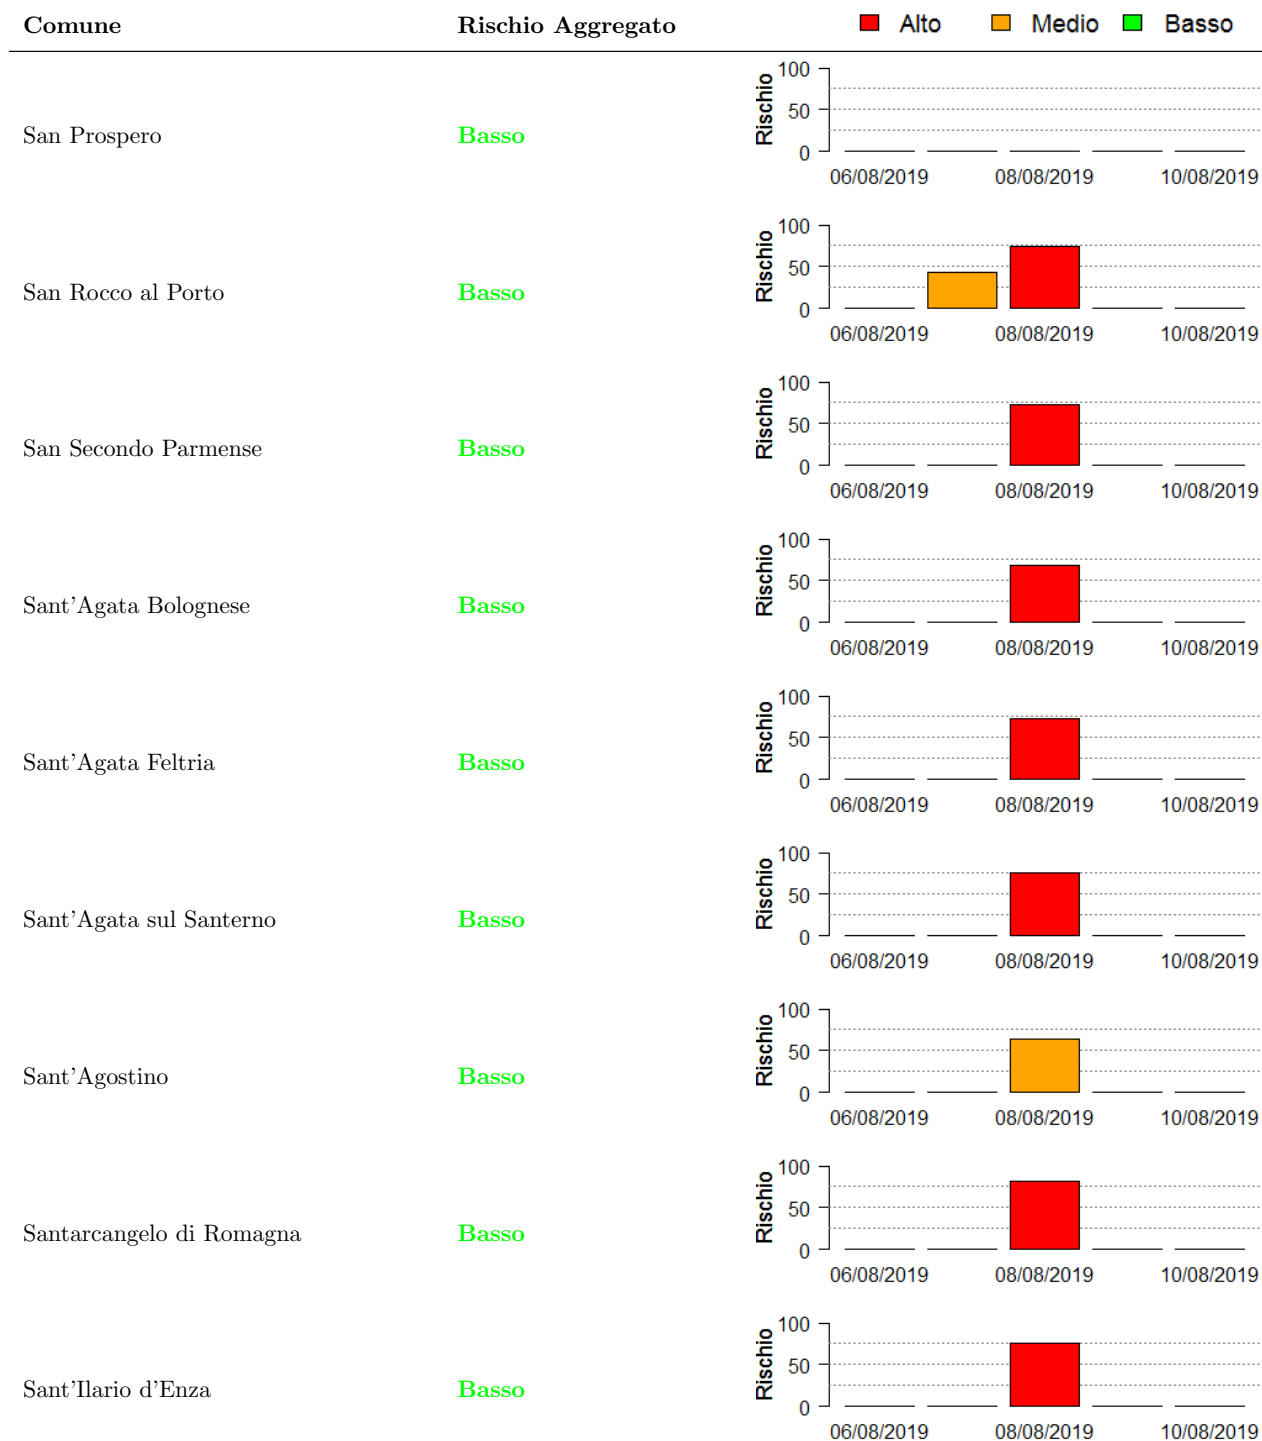 Comune Rischio Aggregato Alto Medio Basso
100
50
0
Rischio
San Prospero Basso
06/08/2019 08/08/2019 10/08/2019
100
50
0
Rischio
San Rocco al Porto Basso
06/08/2019 08/08/2019 10/08/2019
100
50
0
Rischio
San Secondo Parmense Basso
06/08/2019 08/08/2019 10/08/2019
100
50
0
Rischio
Sant'Agata Bolognese Basso
06/08/2019 08/08/2019 10/08/2019
100
50
0
Rischio
Sant'Agata Feltria Basso
06/08/2019 08/08/2019 10/08/2019
100
50
0
Rischio
Sant'Agata sul Santerno Basso
06/08/2019 08/08/2019 10/08/2019
100
50
0
Rischio
Sant'Agostino Basso
06/08/2019 08/08/2019 10/08/2019
100
50
0
Rischio
Santarcangelo di Romagna Basso
06/08/2019 08/08/2019 10/08/2019
100
50
0
Rischio
Sant'Ilario d'Enza Basso
06/08/2019 08/08/2019 10/08/2019